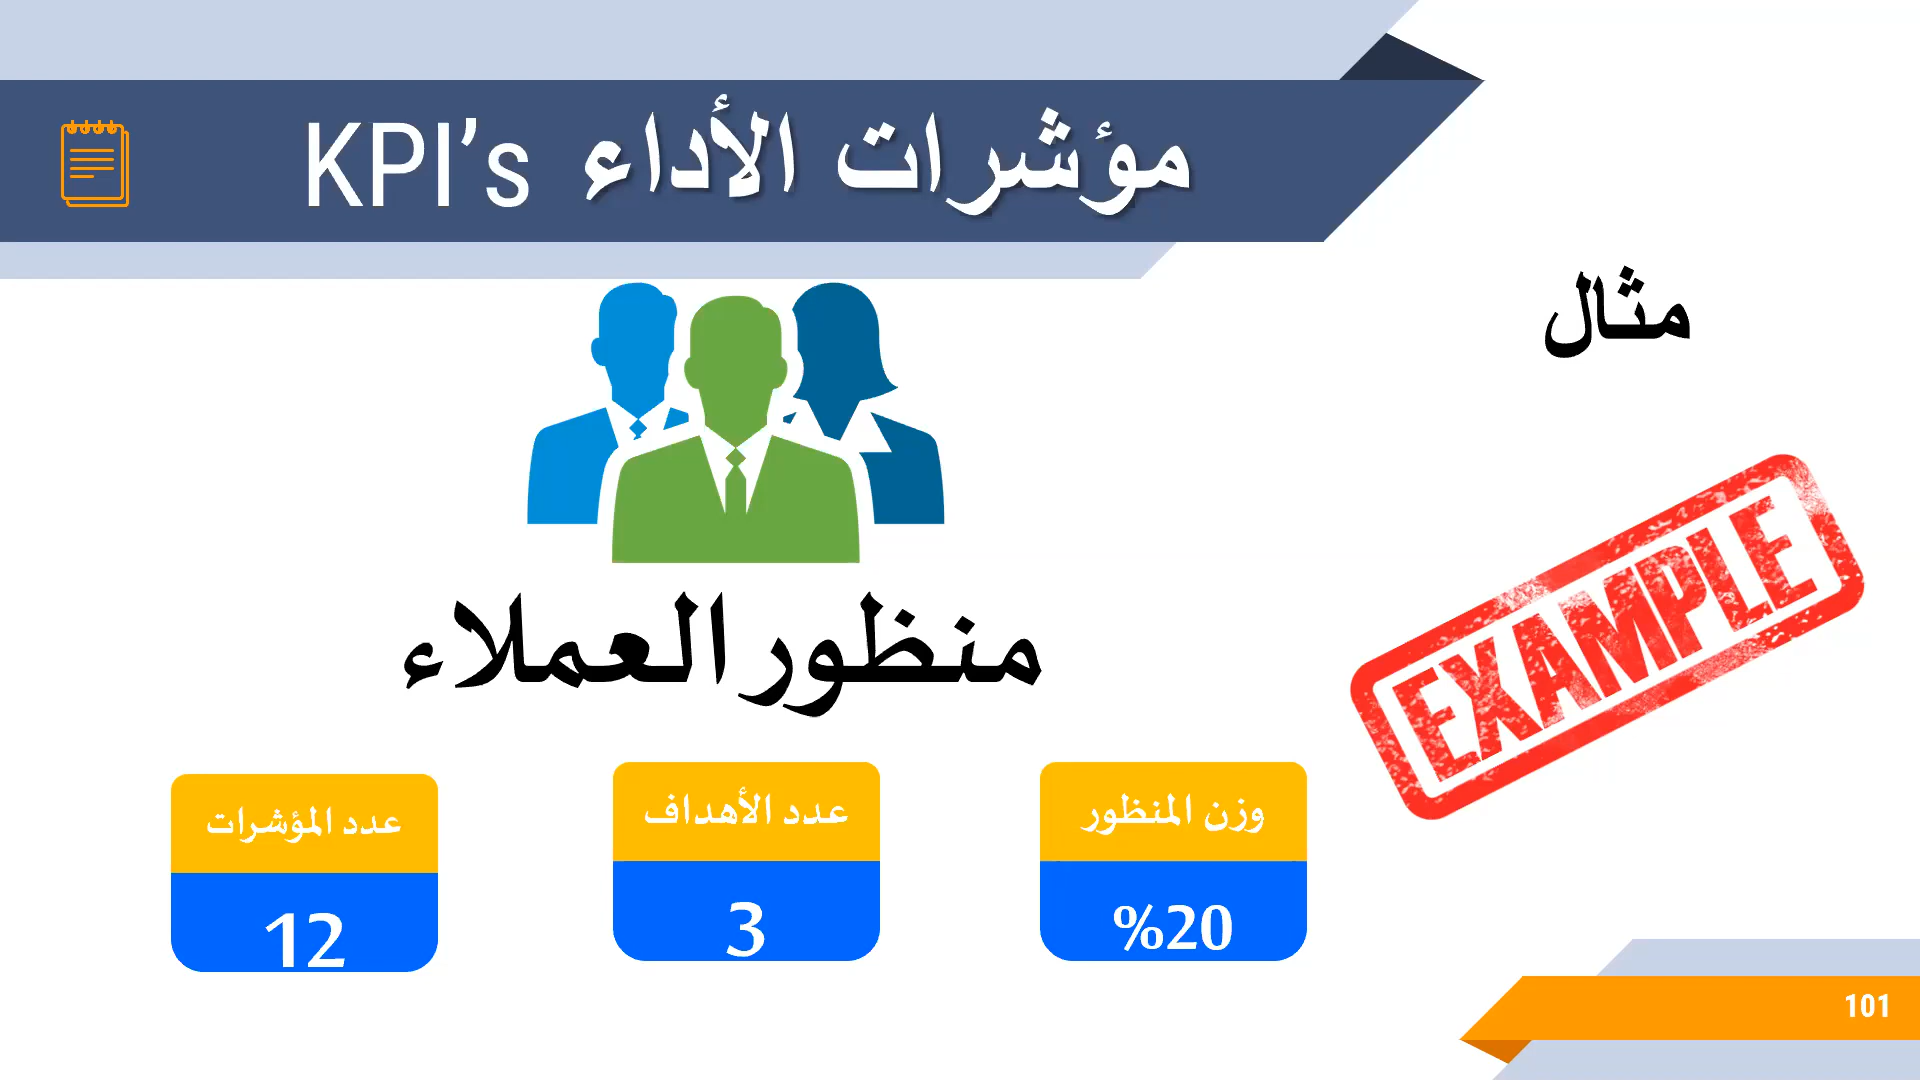 مؤشرات الأداء KPI’s
مثال
EXAMPLE
منظور العملاء
وزن المنظور
%20
عدد الأهداف
3
عدد المؤشرات
12
101